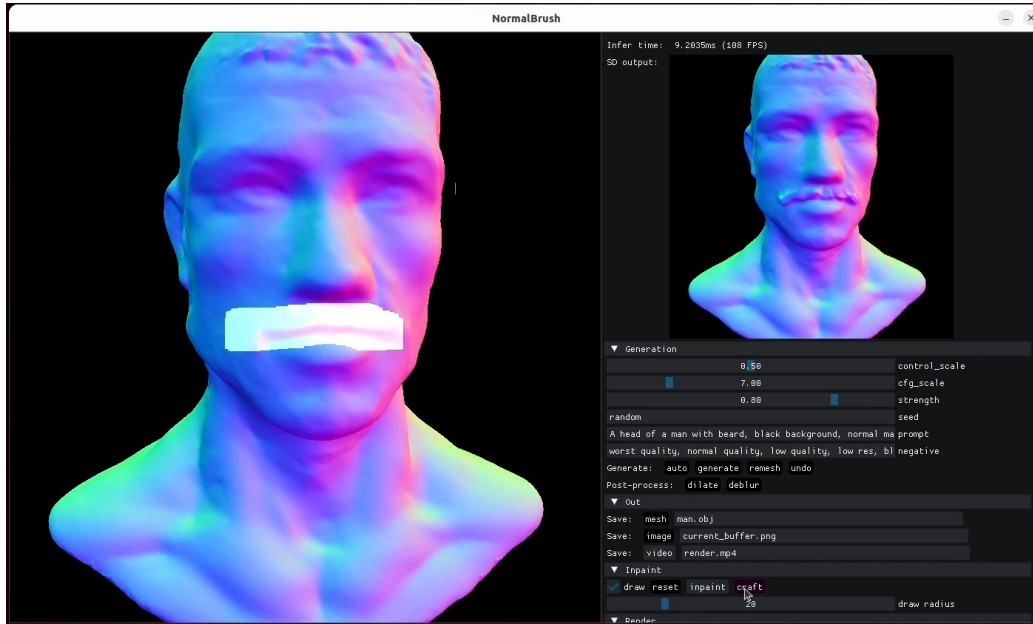 NormalBrush
Infer time: 9.2035ms (108 FPS)
SD output:
▼ Generation
0.50 control_scale
7.00 cfg_scale
0.80 strength
random seed
A head of a man with beard, black background, normal ma prompt
worst quality, normal quality, low quality, low res, bl negative
Generate: auto generate remesh undo
Post-process: dilate deblur
▼ Out
Save: mesh man.obj
Save: image current_buffer.png
Save: video render.mp4
▼ Inpaint
draw reset inpaint craft
20 draw radius
▼ Render